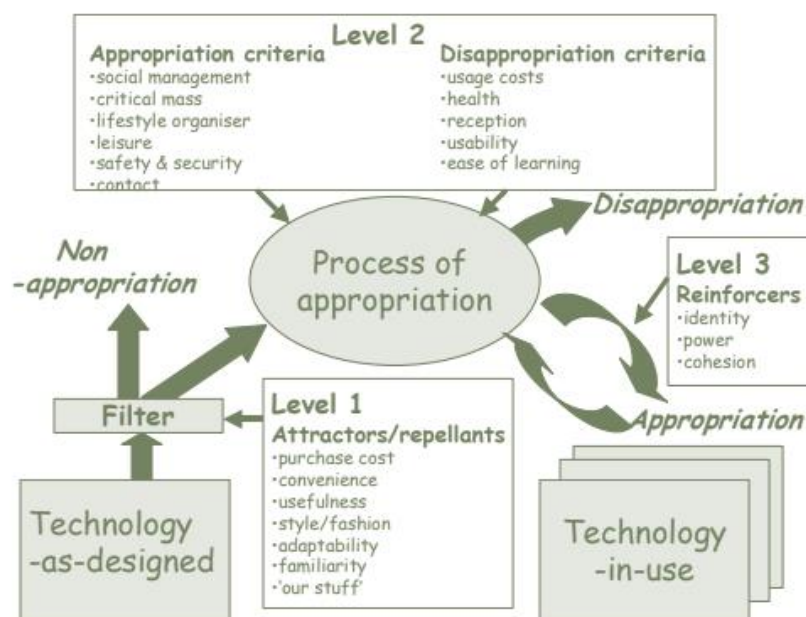 Level 2
Appropriation criteria
•social management
•critical mass
•lifestyle organiser
•leisure
•safety & security
•contact
Disappropriation criteria
•usage costs
•health
•reception
•usability
•ease of learning
Disappropriation
Non
-appropriation
Process of
appropriation
Level 3
Reinforcers
•identity
•power
•cohesion
Filter
Level 1
Attractors/repellants
•purchase cost
•convenience
•usefulness
•style/fashion
•adaptability
•familiarity
•'our stuff'
Appropriation
Technology
-as-designed
Technology
-in-use